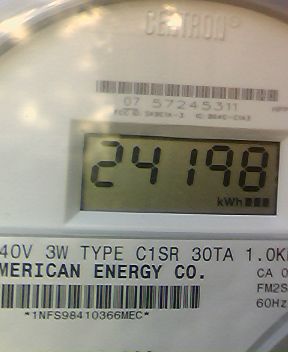 CENTRON®
07 57245311
24198
kWh
40V 3W TYPE C1SR 30TA 1.0K
MERICAN ENERGY CO.
CA 0
FM2S
60Hz
*1NFS98410366MEC*